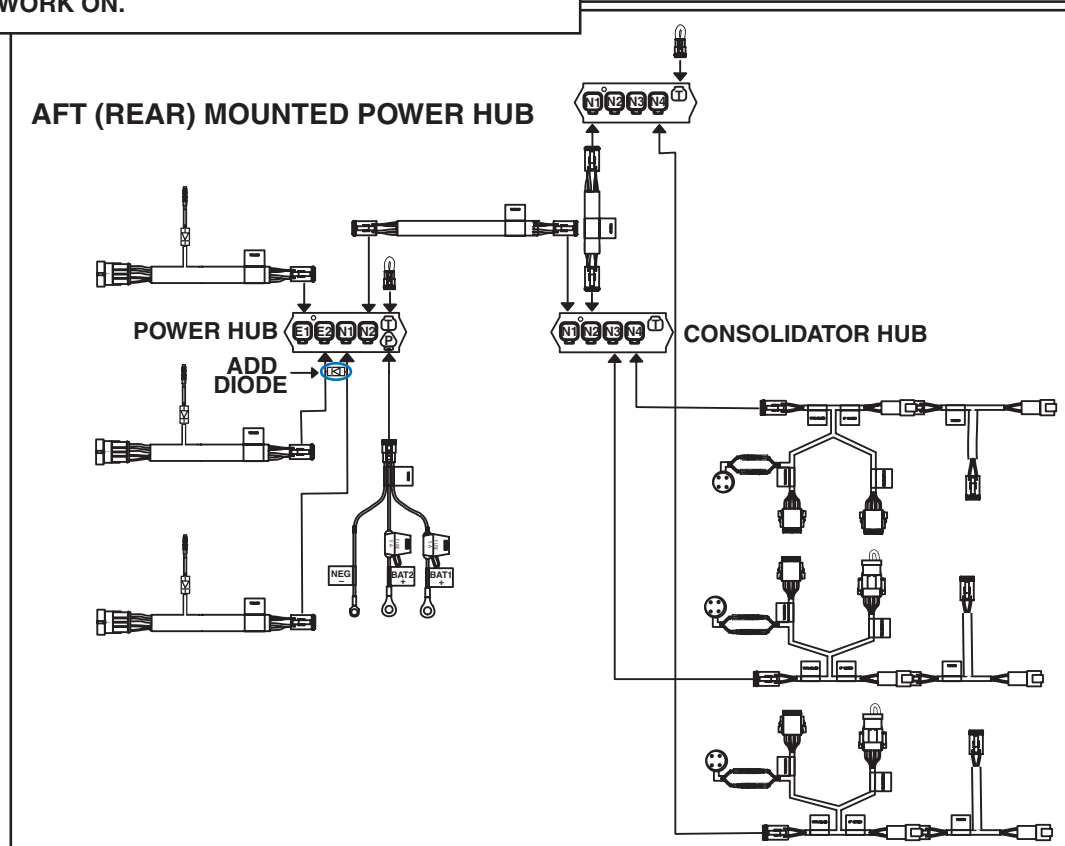 WORK ON.
AFT (REAR) MOUNTED POWER HUB
N1 N2 N3 N4 T
POWER HUB
E1 E2 N1 N2 T
P
N1 N2 N3 N4 T
CONSOLIDATOR HUB
ADD
DIODE
NEG
–
BAT2
+
BAT1
+